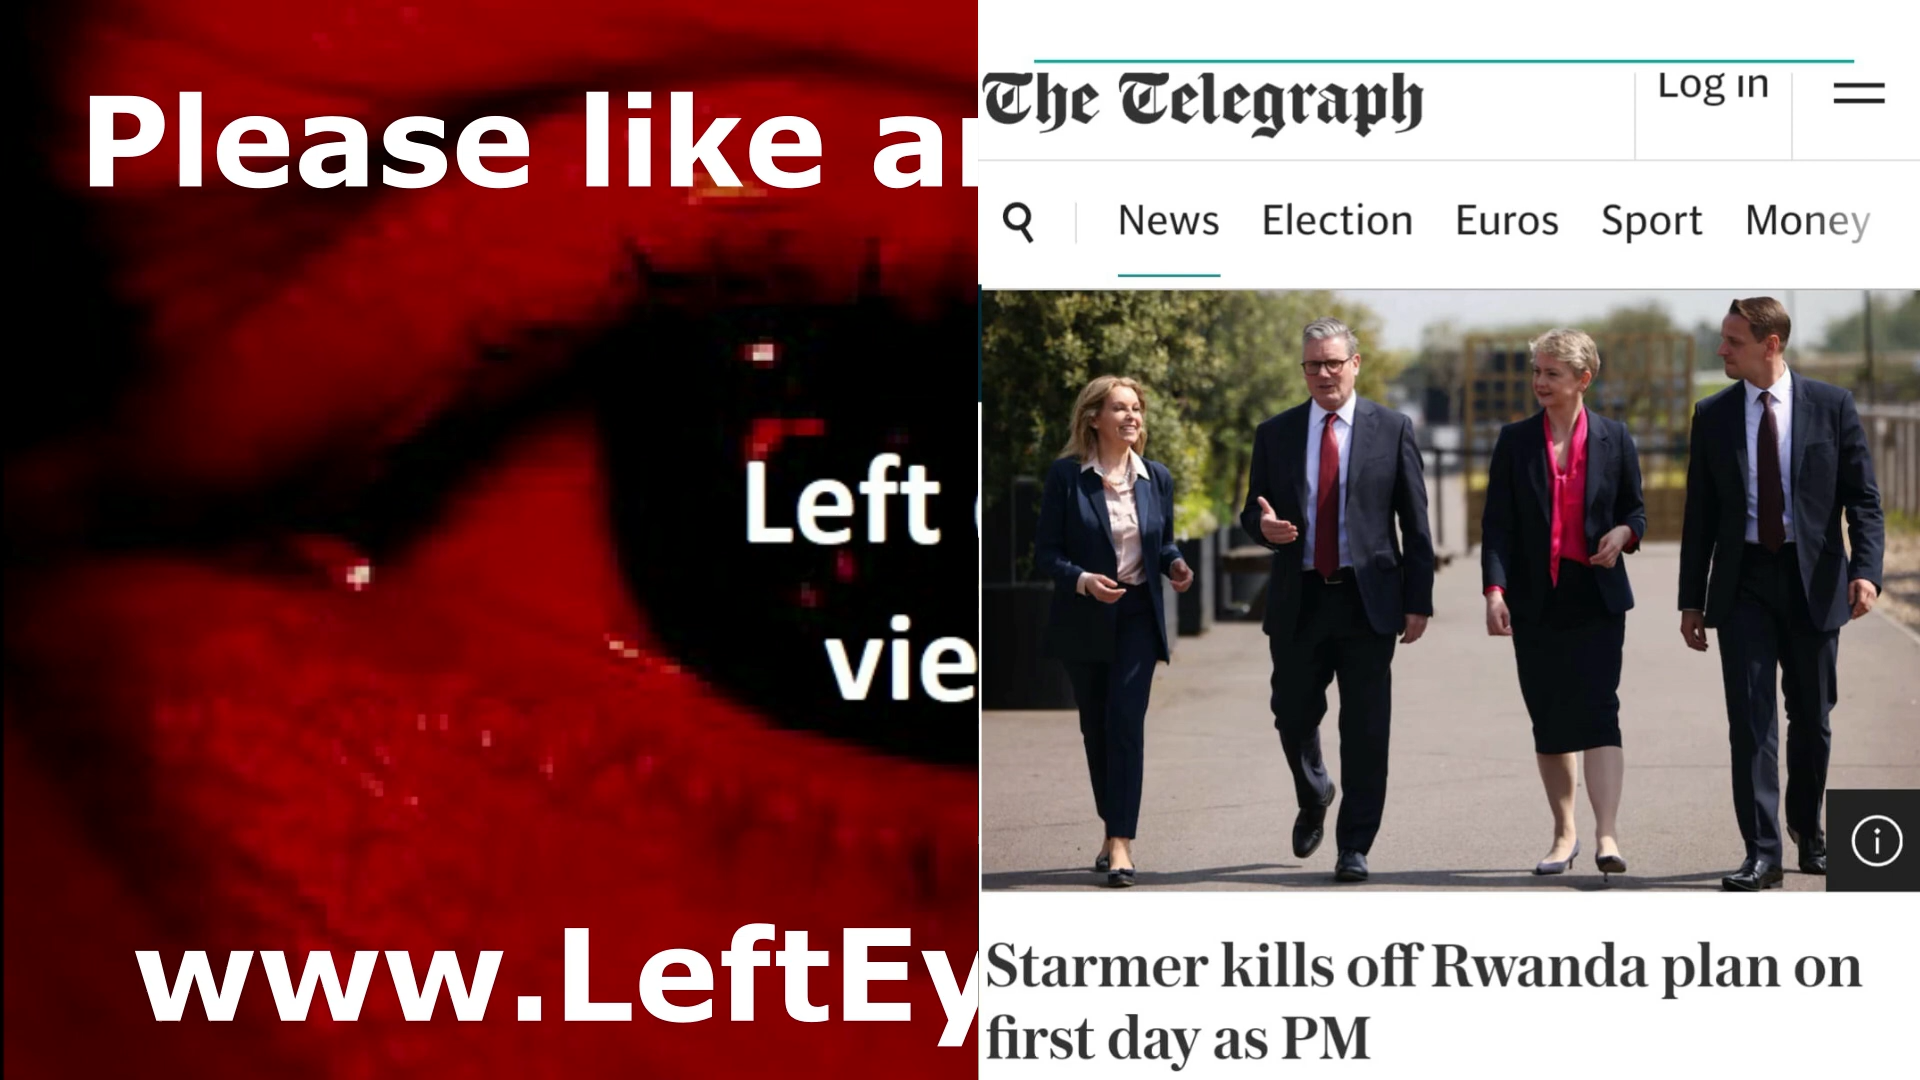 Please like a
Left
vie
www.LeftEy
The Telegraph
Log in
News Election Euros Sport Money
Starmer kills off Rwanda plan on
first day as PM